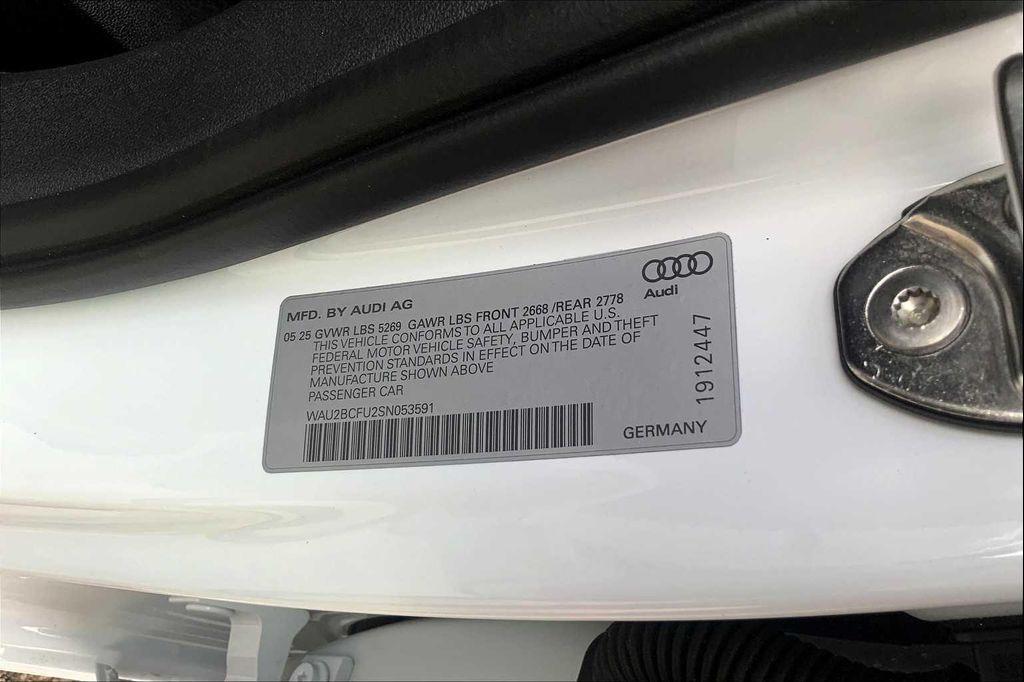 Audi
MFD. BY AUDI AG
05 25 GVWR LBS 5269 GAWR LBS FRONT 2668 /REAR 2778
THIS VEHICLE CONFORMS TO ALL APPLICABLE U.S.
FEDERAL MOTOR VEHICLE SAFETY, BUMPER AND THEFT
PREVENTION STANDARDS IN EFFECT ON THE DATE OF
MANUFACTURE SHOWN ABOVE
PASSENGER CAR
WAU2BCFU2SN053591
GERMANY
1912447